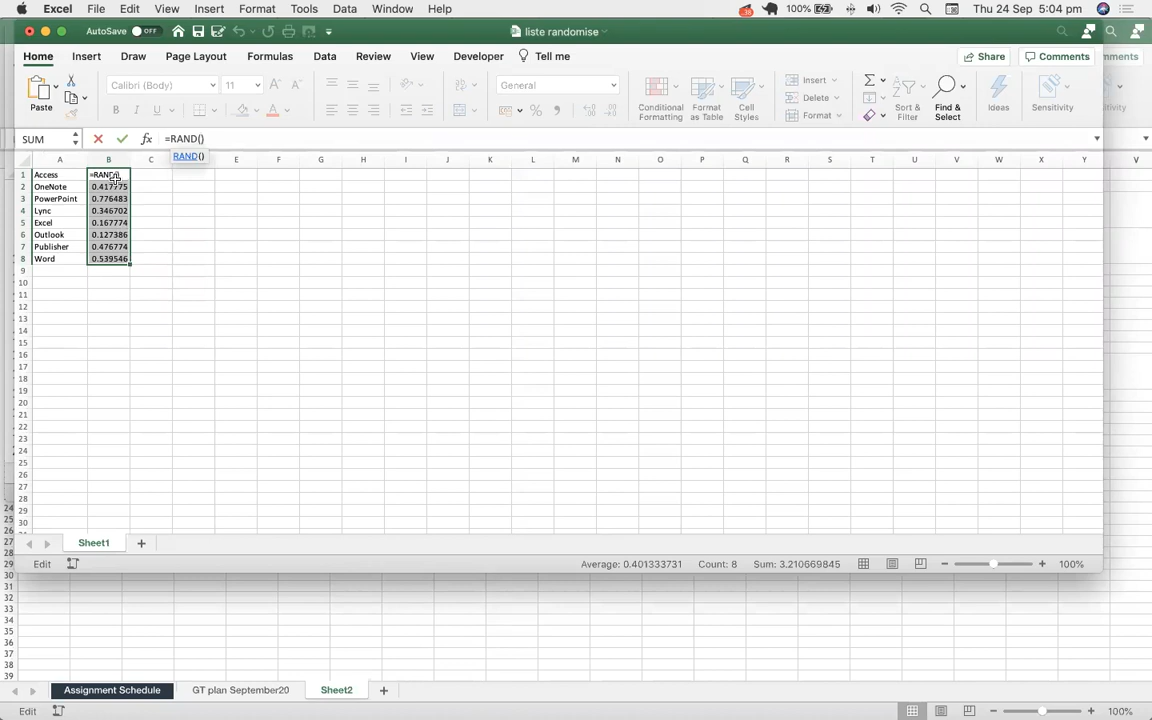 Excel File Edit View Insert Format Tools Data Window Help 100% Thu 24 Sep 5:04 pm
AutoSave OFF liste randomise
Home Insert Draw Page Layout Formulas Data Review View Developer Tell me Share Comments
Paste Calibri (Body) 11 General Conditional Formatting Format as Table Cell Styles Insert Delete Format Sort & Filter Find & Select Ideas Sensitivity
SUM fx =RAND()
RAND()
A B C D E F G H I J K L M N O P Q R S T U V W X Y
1 Access =RAND()
2 OneNote 0.417775
3 PowerPoint 0.776483
4 Lync 0.346702
5 Excel 0.167774
6 Outlook 0.127386
7 Publisher 0.476774
8 Word 0.539546
9
10
11
12
13
14
15
16
17
18
19
20
21
22
23
24
25
26
27
28
29
30
Sheet1
Edit Average: 0.401333731 Count: 8 Sum: 3.210669845 100%
30
31
32
33
34
35
36
37
38
39
Assignment Schedule GT plan September20 Sheet2
Edit 100%